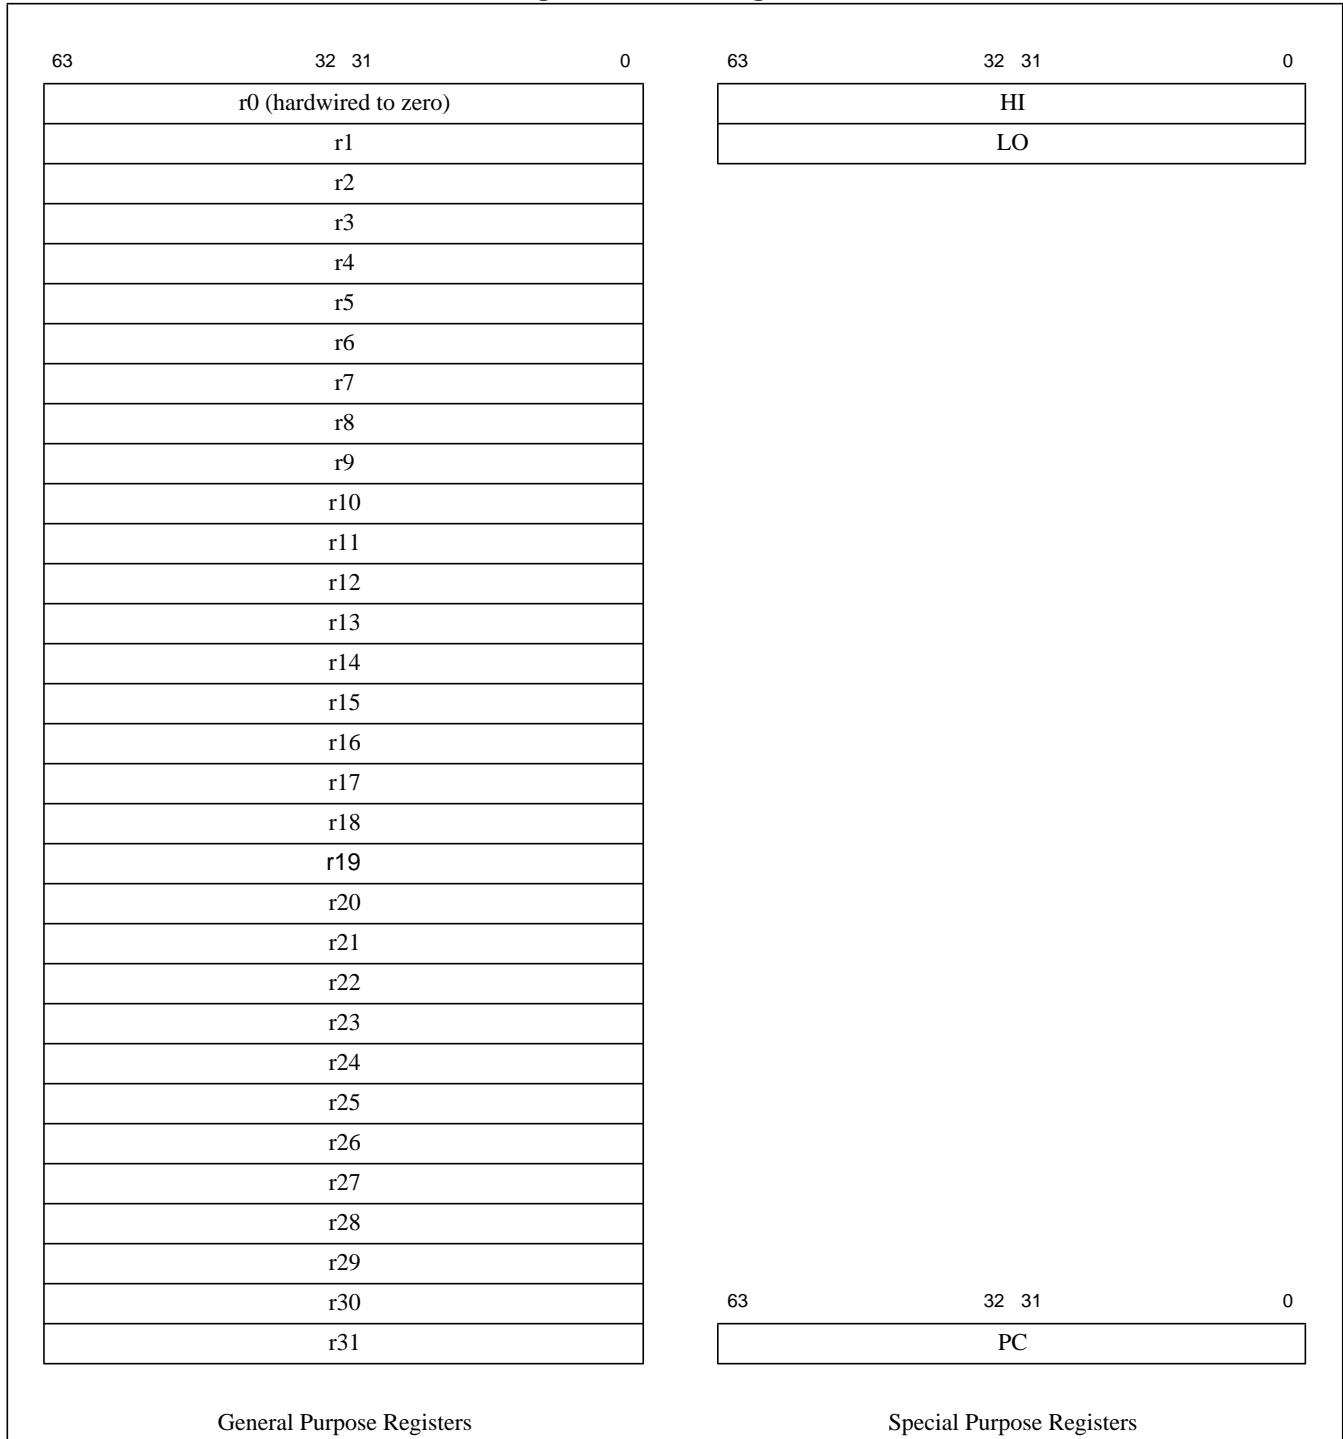 63 32 31 0
r0 (hardwired to zero)
r1
r2
r3
r4
r5
r6
r7
r8
r9
r10
r11
r12
r13
r14
r15
r16
r17
r18
r19
r20
r21
r22
r23
r24
r25
r26
r27
r28
r29
r30
r31
General Purpose Registers
63 32 31 0
HI
LO
63 32 31 0
PC
Special Purpose Registers